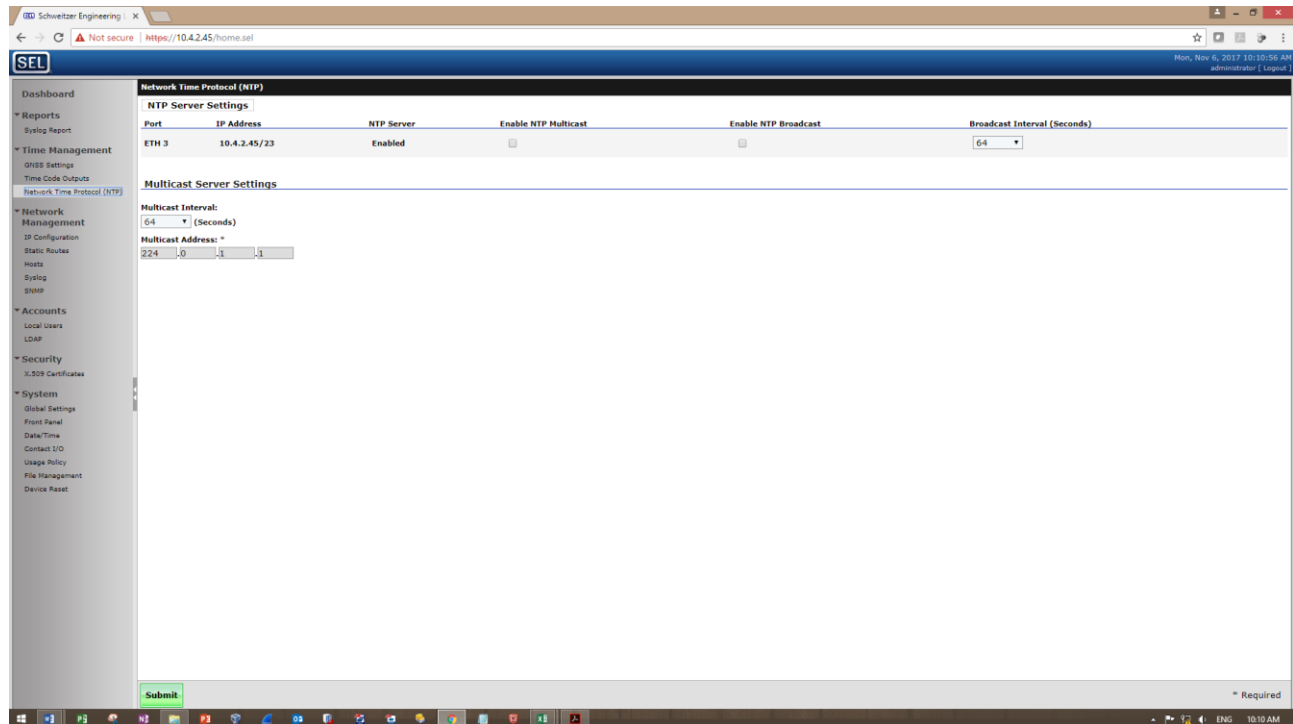 Schweitzer Engineering L
Not secure https://10.4.2.45/home.sel
SEL
Mon, Nov 6, 2017 10:10:56 AM
administrator [ Logout ]
Dashboard
Reports
Syslog Report
Time Management
GNSS Settings
Time Code Outputs
Network Time Protocol (NTP)
Network
Management
IP Configuration
Static Routes
Hosts
Syslog
SNMP
Accounts
Local Users
LDAP
Security
X.509 Certificates
System
Global Settings
Front Panel
Date/Time
Contact I/O
Usage Policy
File Management
Device Reset
Network Time Protocol (NTP)
NTP Server Settings
Port IP Address NTP Server Enable NTP Multicast Enable NTP Broadcast Broadcast Interval (Seconds)
ETH 3 10.4.2.45/23 Enabled 64
Multicast Server Settings
Multicast Interval:
64 (Seconds)
Multicast Address: *
224 .0 .1 .1
Submit
* Required
ENG 10:10 AM